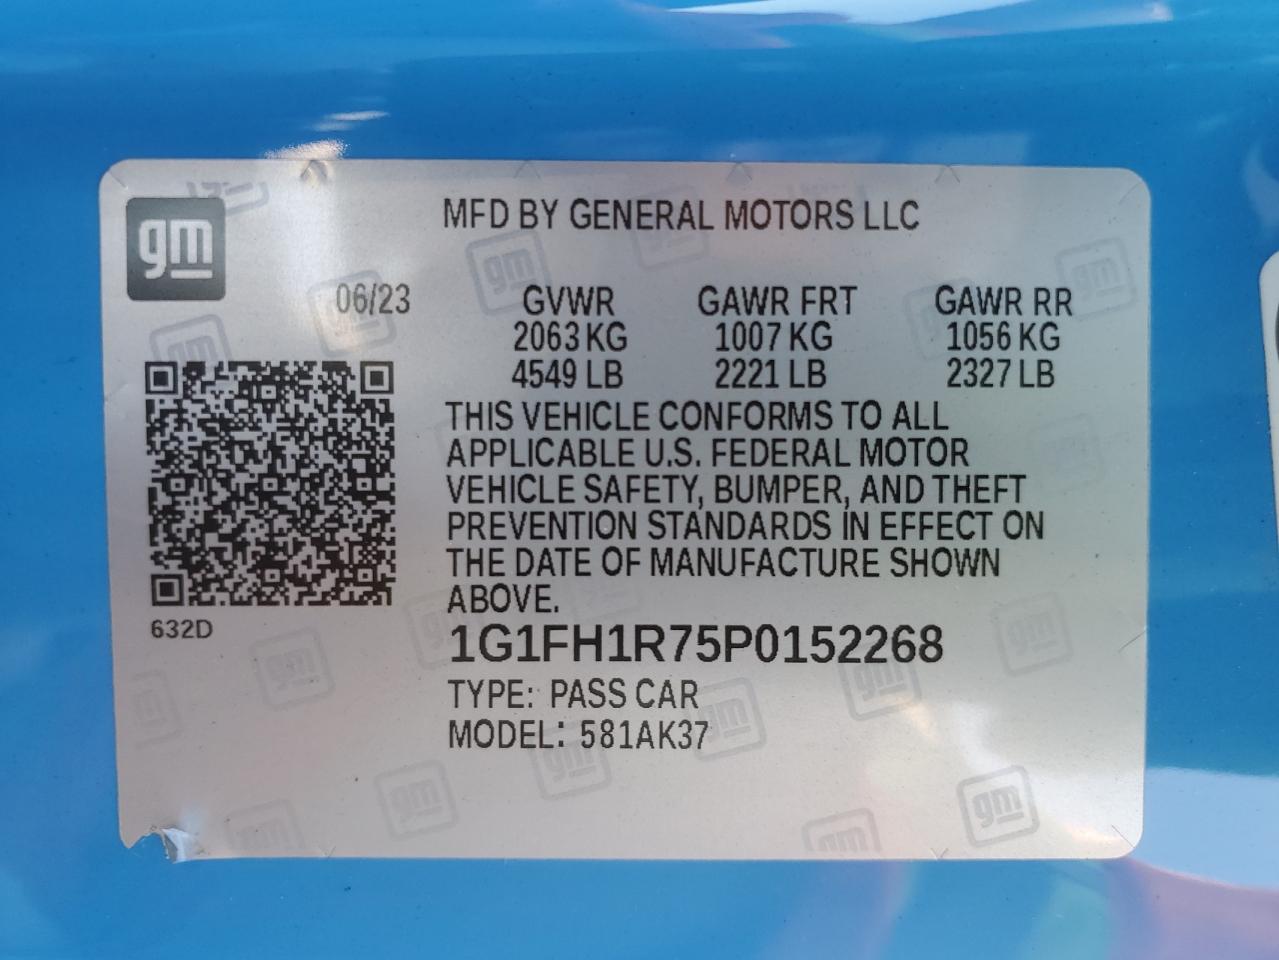 gm
MFD BY GENERAL MOTORS LLC
06/23
GVWR GAWR FRT GAWR RR
2063 KG 1007 KG 1056 KG
4549 LB 2221 LB 2327 LB
THIS VEHICLE CONFORMS TO ALL
APPLICABLE U.S. FEDERAL MOTOR
VEHICLE SAFETY, BUMPER, AND THEFT
PREVENTION STANDARDS IN EFFECT ON
THE DATE OF MANUFACTURE SHOWN
ABOVE.
632D
1G1FH1R75P0152268
TYPE: PASS CAR
MODEL: 581AK37